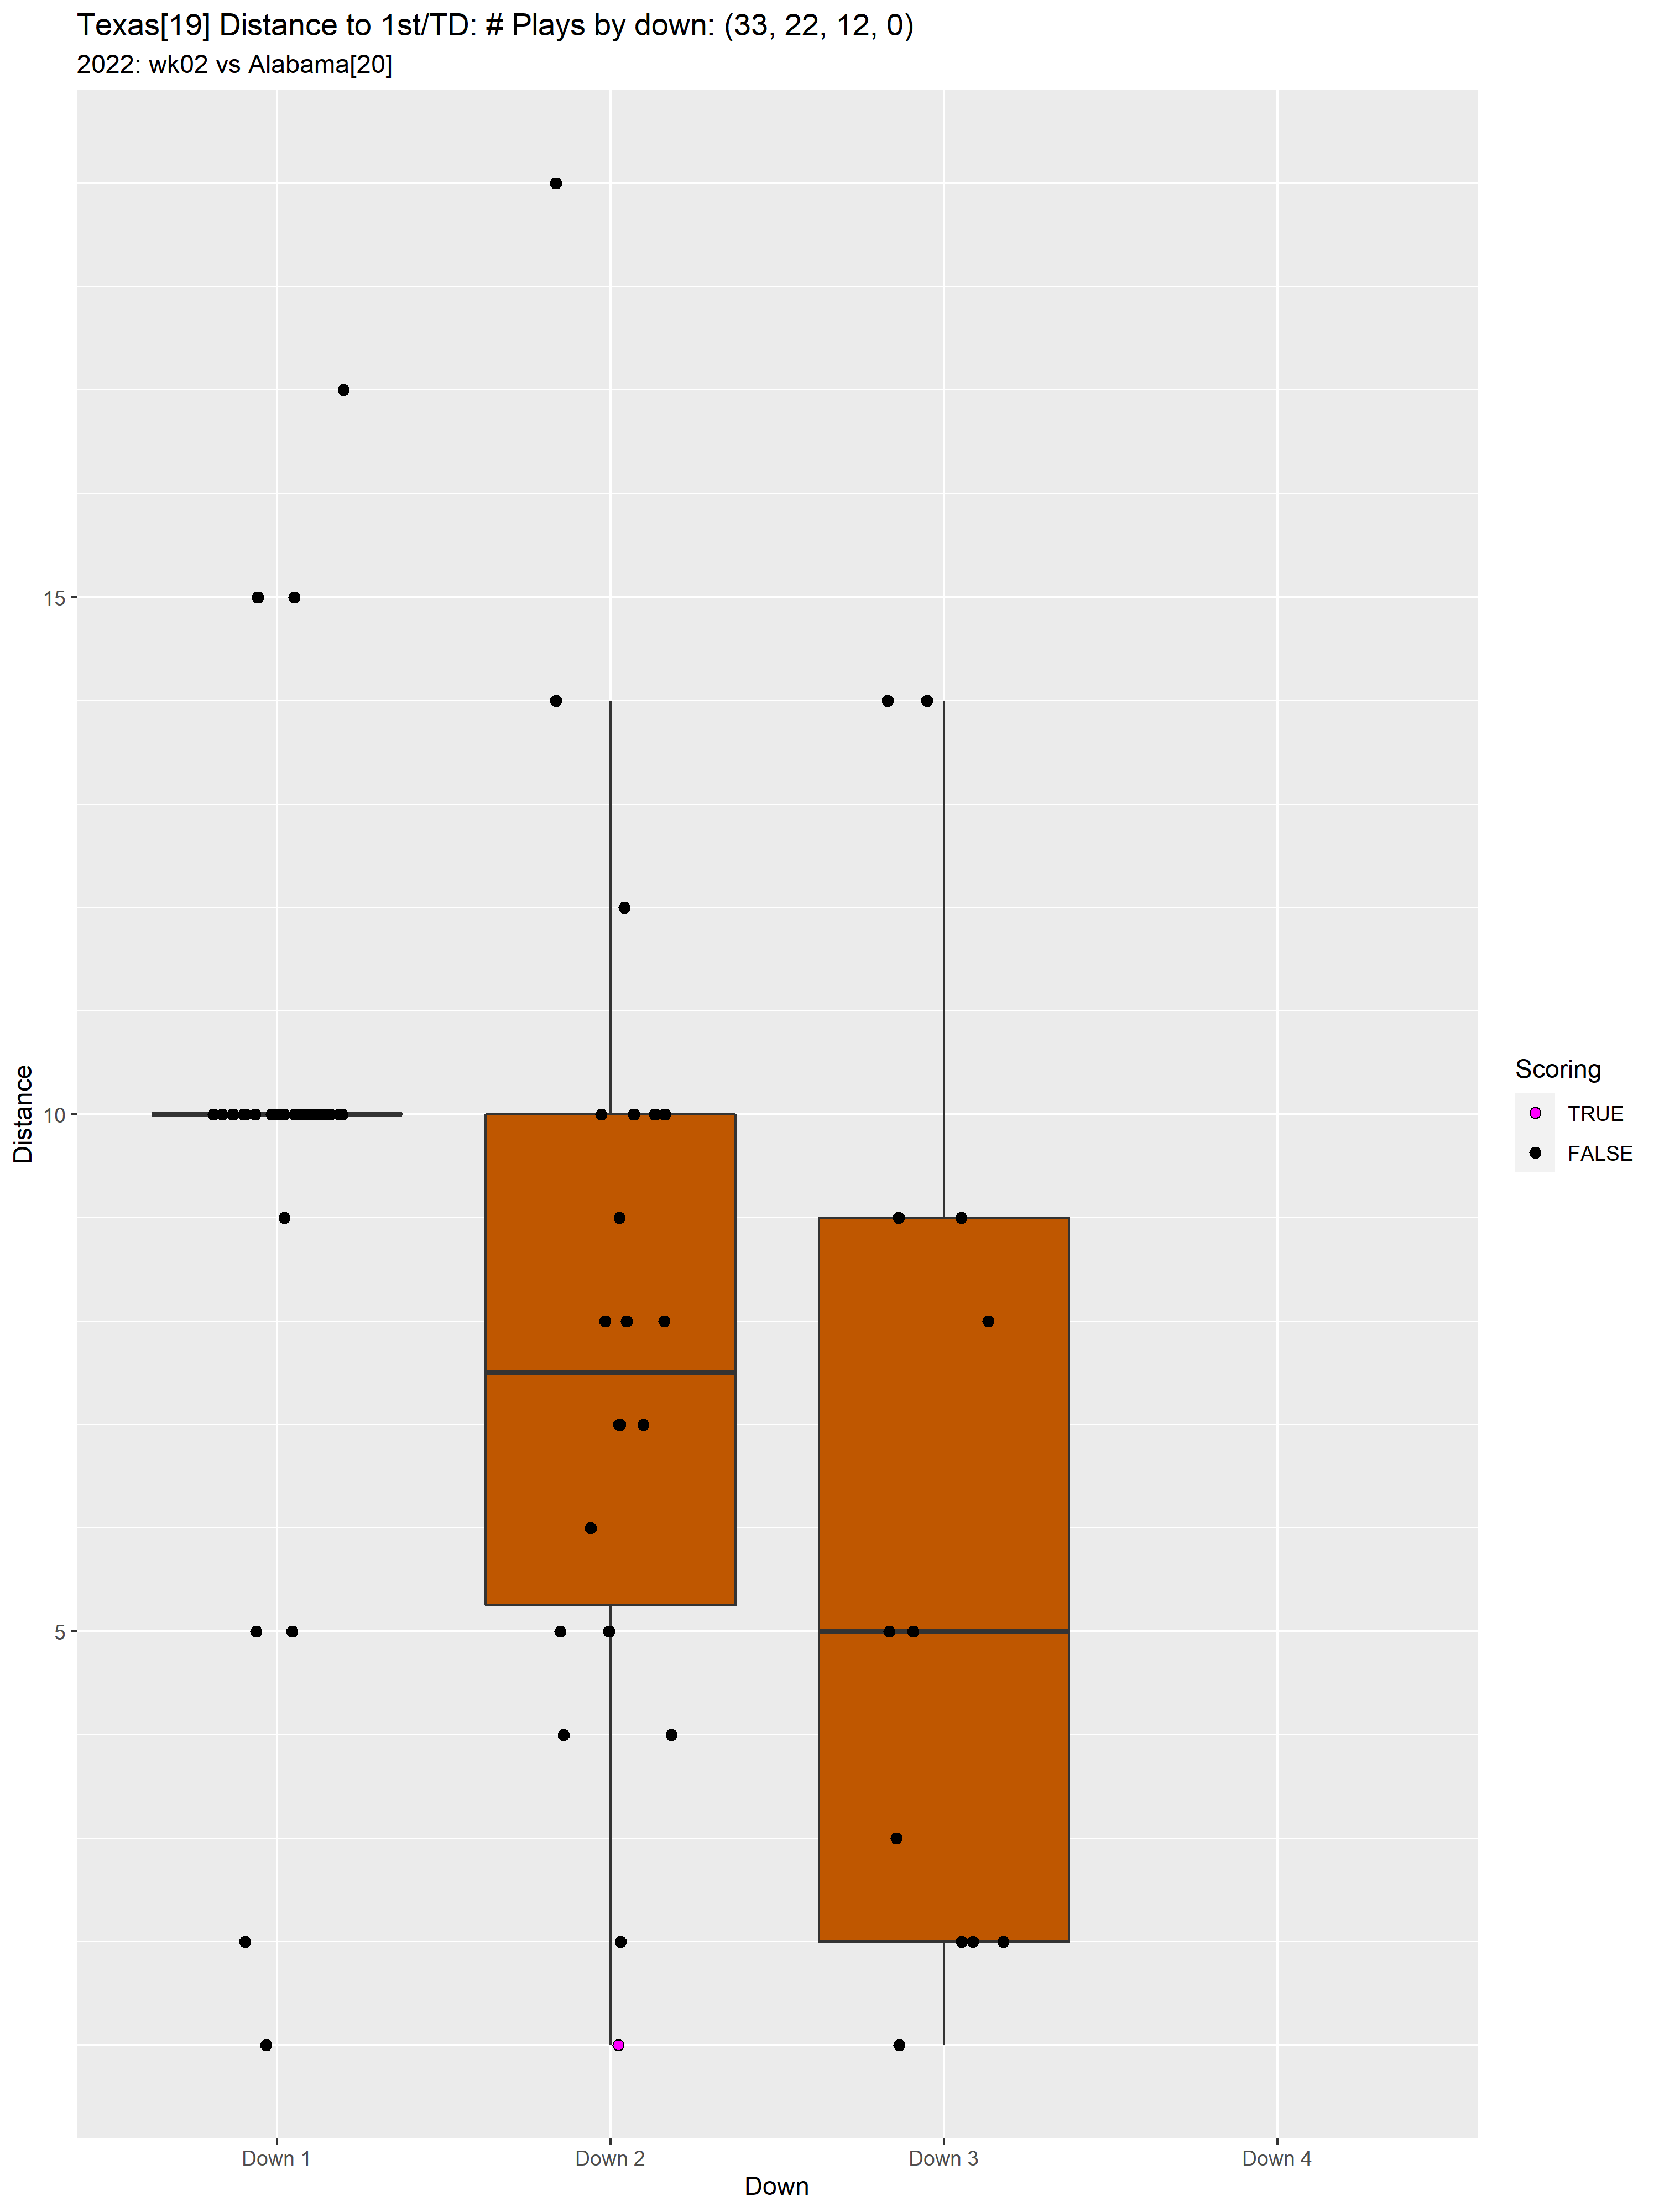 Texas[19] Distance to 1st/TD: # Plays by down: (33, 22, 12, 0)
2022: wk02 vs Alabama[20]
15
10
5
Distance
Down 1
Down 2
Down 3
Down 4
Down
Scoring
TRUE
FALSE